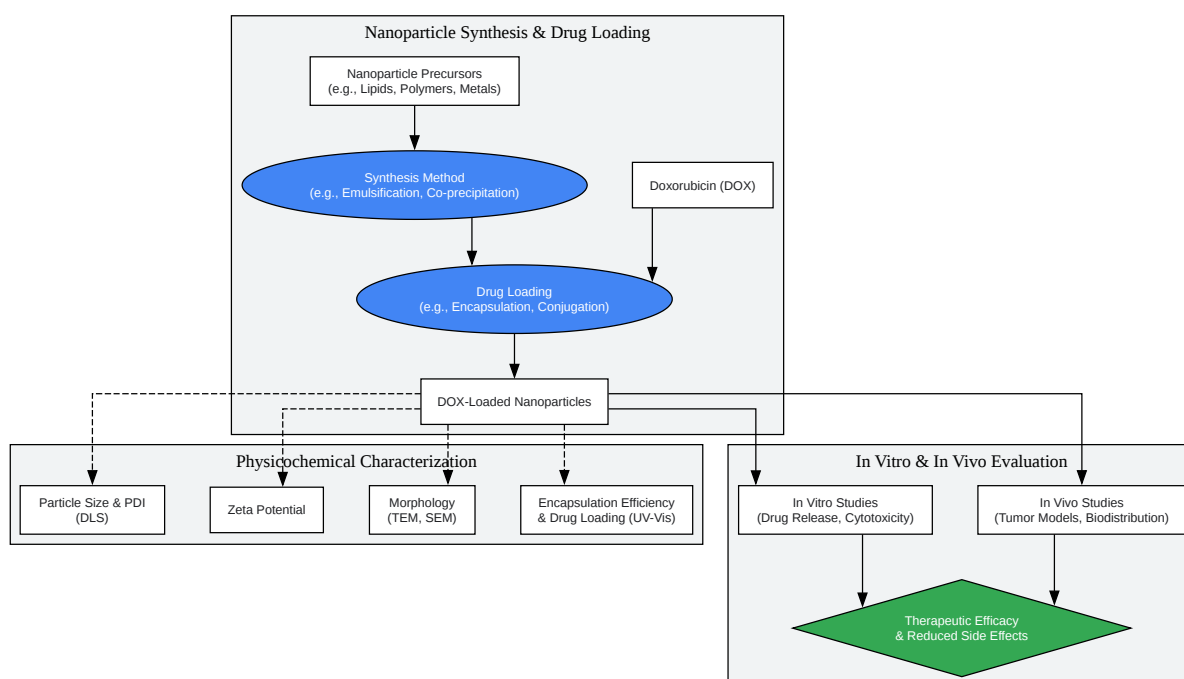 Nanoparticle Synthesis & Drug Loading
Nanoparticle Precursors
(e.g., Lipids, Polymers, Metals)
Synthesis Method
(e.g., Emulsification, Co-precipitation)
Doxorubicin (DOX)
Drug Loading
(e.g., Encapsulation, Conjugation)
DOX-Loaded Nanoparticles
Physicochemical Characterization
Particle Size & PDI
(DLS)
Zeta Potential
Morphology
(TEM, SEM)
Encapsulation Efficiency
& Drug Loading (UV-Vis)
In Vitro & In Vivo Evaluation
In Vitro Studies
(Drug Release, Cytotoxicity)
In Vivo Studies
(Tumor Models, Biodistribution)
Therapeutic Efficacy
& Reduced Side Effects